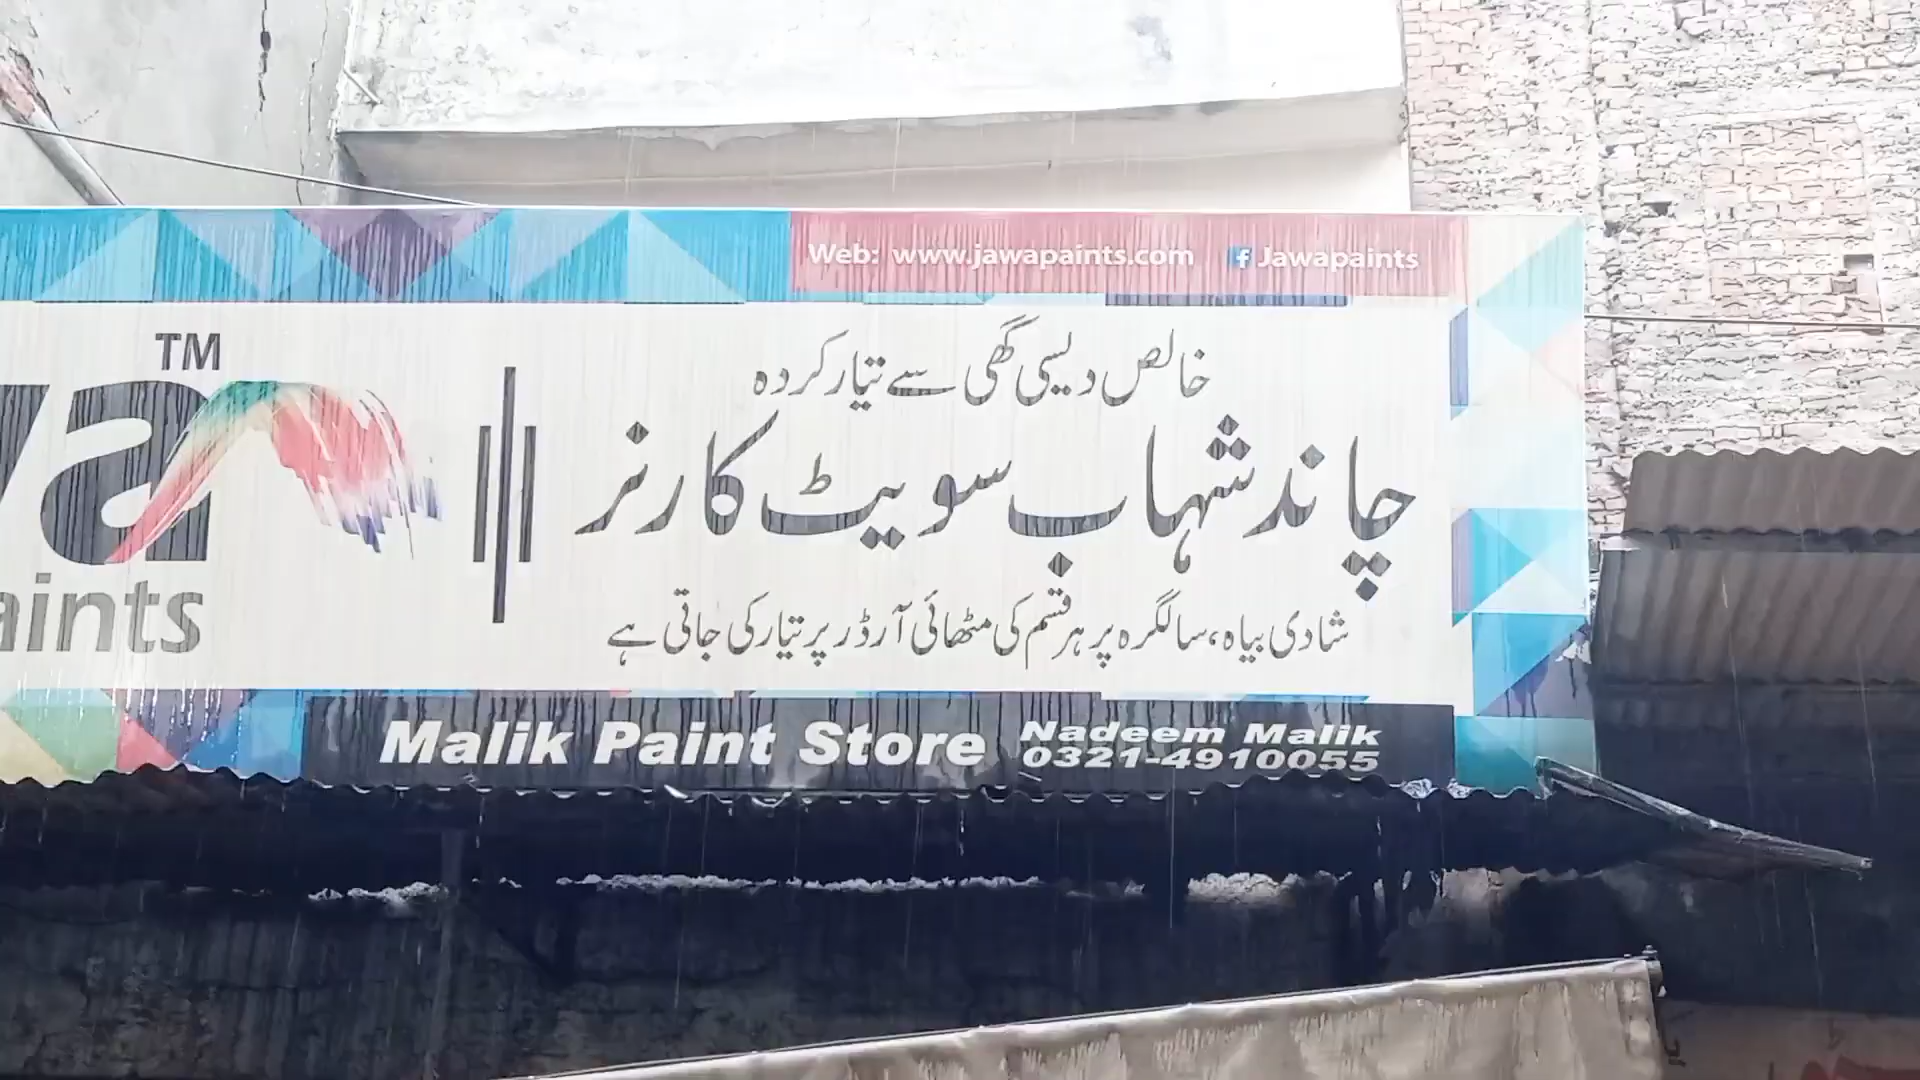 Web: www.jawapaints.com Jawapaints
TM
خالص دیسی گھی سے تیار کردہ
چاند شہاب سویٹ کارنر
شادی بیاہ، سالگرہ پر ہر قسم کی مٹھائی آرڈر پر تیار کی جاتی ہے
Malik Paint Store
Nadeem Malik
0321-4910055